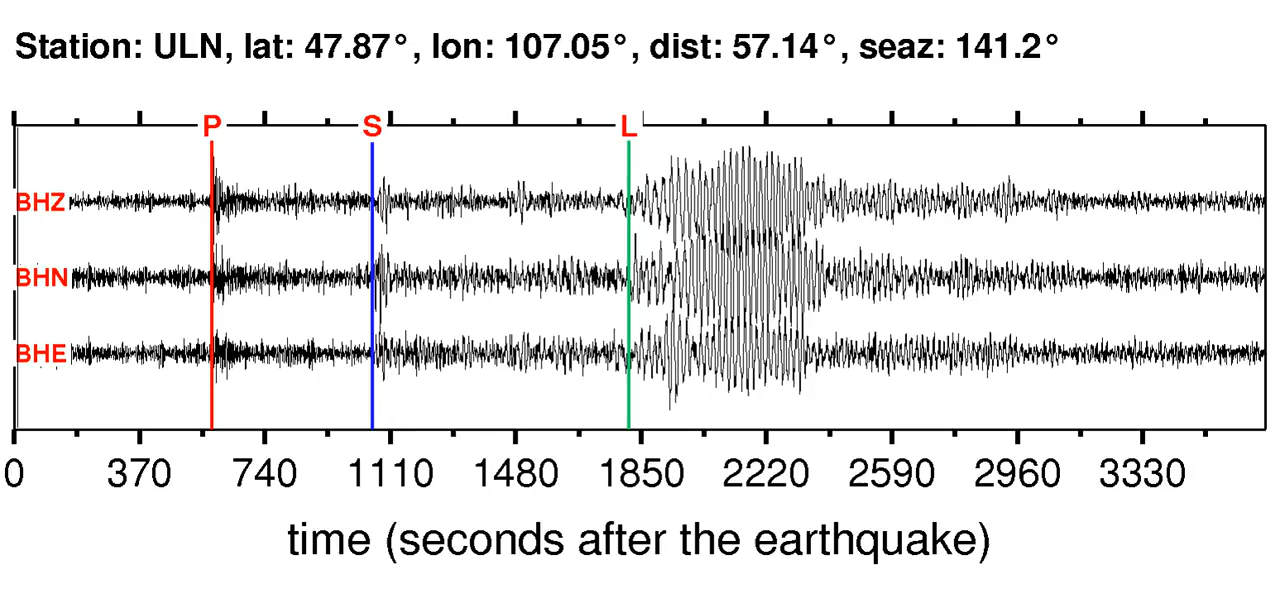 Station: ULN, lat: 47.87°, lon: 107.05°, dist: 57.14°, seaz: 141.2°
P S L
BHZ
BHN
BHE
0 370 740 1110 1480 1850 2220 2590 2960 3330
time (seconds after the earthquake)